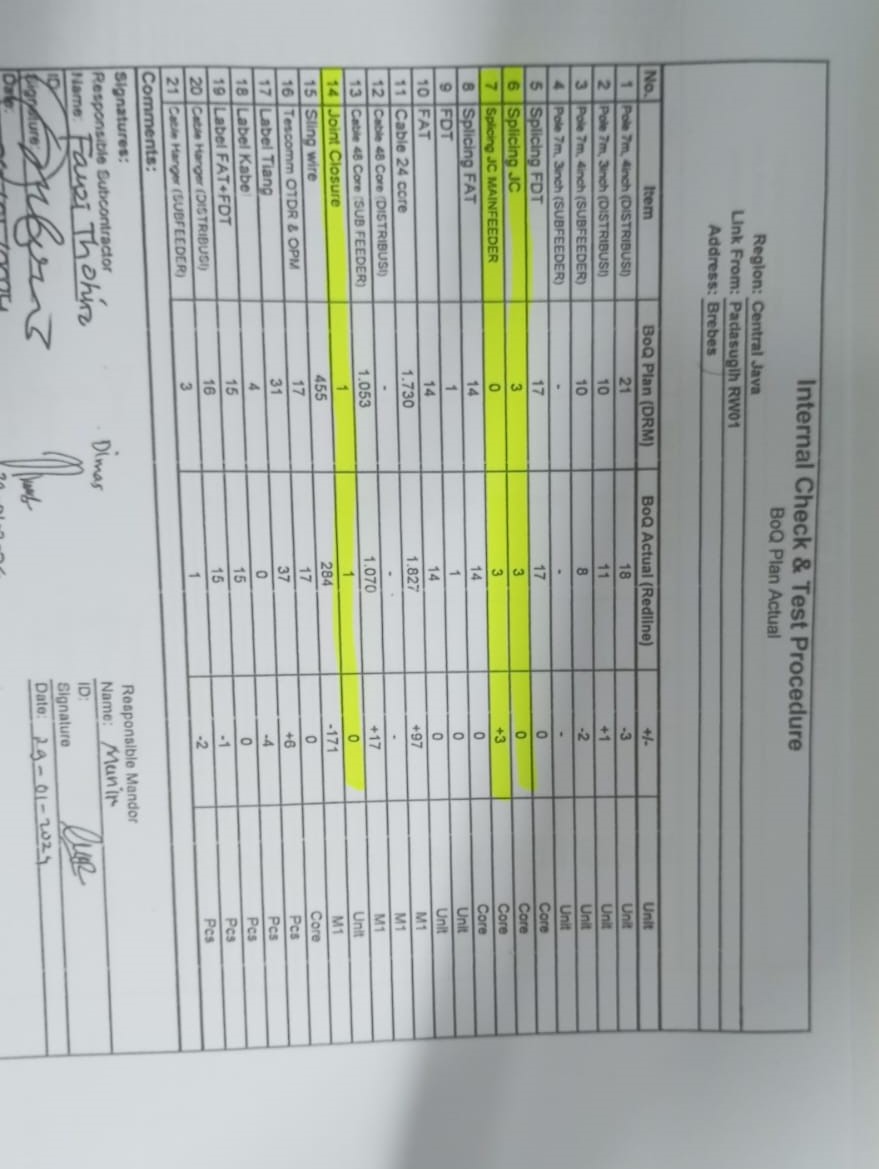 Internal Check & Test Procedure
BoQ Plan Actual
Region: Central Java
Link From: Padasugih RW01
Address: Brebes
No. Item BoQ Plan (DRM) BoQ Actual (Redline) +/- Unit
1 Pole 7m, 4inch (DISTRIBUSI) 21 18 -3 Unit
2 Pole 7m, 3inch (DISTRIBUSI) 10 11 +1 Unit
3 Pole 7m, 4inch (SUBFEEDER) 10 8 -2 Unit
4 Pole 7m, 3inch (SUBFEEDER) - - - Unit
5 Splicing FDT 17 17 0 Core
6 Splicing JC 3 3 0 Core
7 Splicing JC MAINFEEDER 0 3 +3 Core
8 Splicing FAT 14 14 0 Core
9 FDT 1 1 0 Unit
10 FAT 14 14 0 Unit
11 Cable 24 core 1.730 1.827 +97 M1
12 Cable 48 Core (DISTRIBUSI) - - - M1
13 Cable 48 Core (SUB FEEDER) 1.053 1.070 +17 M1
14 Joint Closure 1 1 0 Unit
15 Sling wire 455 284 -171 M1
16 Tescomm OTDR & OPM 17 17 0 Core
17 Label Tiang 31 37 +6 Pcs
18 Label Kabel 4 0 -4 Pcs
19 Label FAT+FDT 15 15 0 Pcs
20 Cable Hanger (DISTRIBUSI) 16 15 -1 Pcs
21 Cable Hanger (SUBFEEDER) 3 1 -2 Pcs
Comments:
Signatures:
Responsible Subcontractor Dimas Responsible Mandor
Name: Fauzi Thohir Name: Munir
ID: ID:
Signature: Signature
Date: Date: 29-01-2024